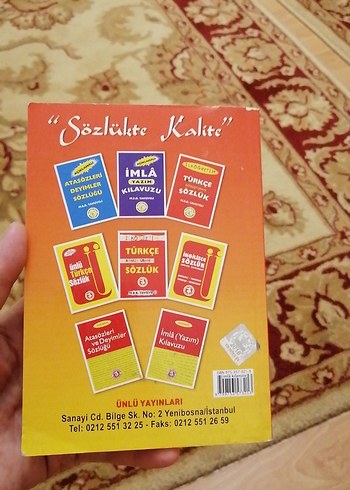 "Sözlükte Kalite"
ATASÖZLERİ
DEYİMLER
SÖZLÜĞÜ
İMLÂ
YAZIM
KILAVUZU
TÜRKÇE
SÖZLÜK
ünlü
Türkçe
Sözlük
TÜRKÇE
SÖZLÜK
İNGİLİZCE
SÖZLÜK
Atasözleri
ve Deyimler
Sözlüğü
İmlâ (Yazım)
Kılavuzu
ÜNLÜ YAYINLARI
Sanayi Cd. Bilge Sk. No: 2 Yenibosna/İstanbul
Tel: 0212 551 32 25 - Faks: 0212 551 26 59